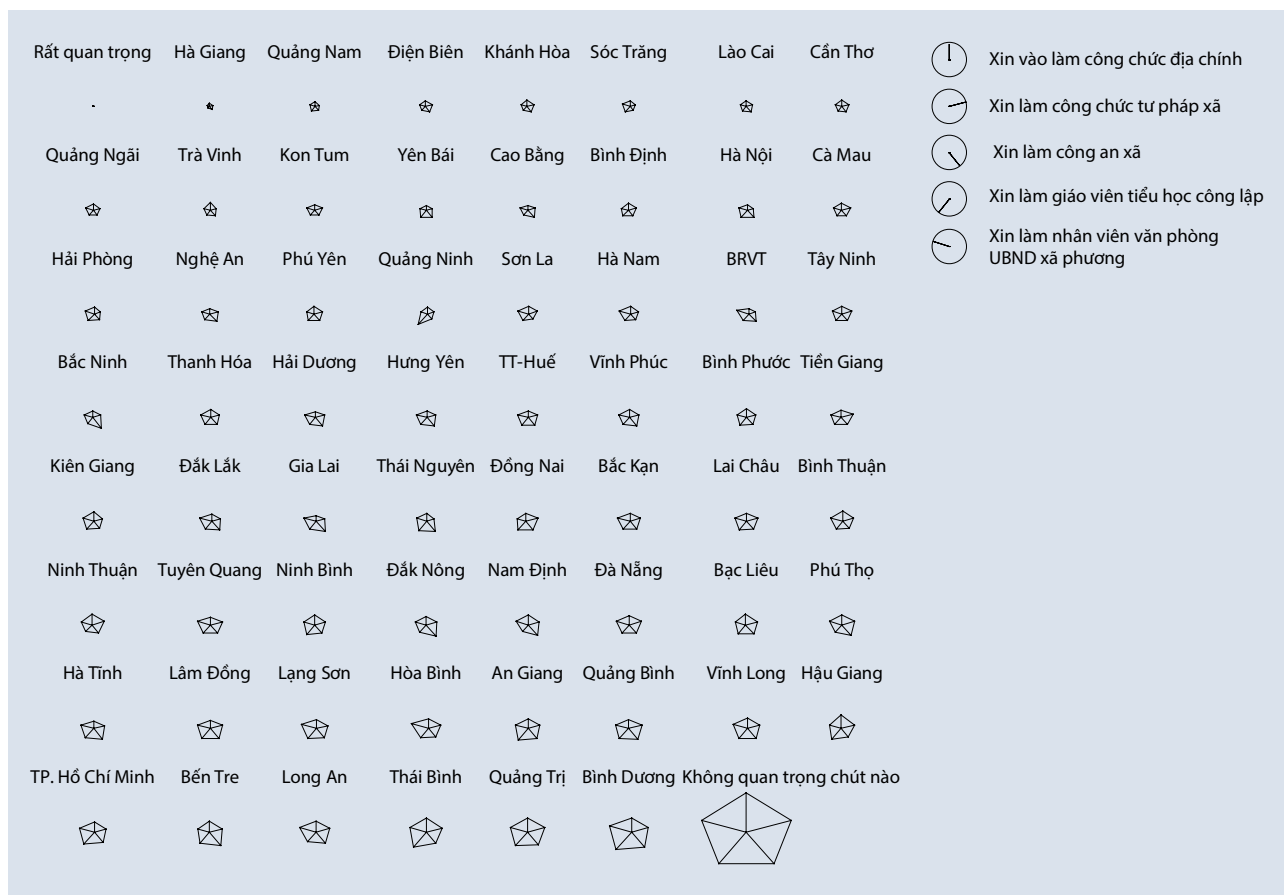 Rất quan trọng Hà Giang Quảng Nam Điện Biên Khánh Hòa Sóc Trăng Lào Cai Cần Thơ
Quảng Ngãi Trà Vinh Kon Tum Yên Bái Cao Bằng Bình Định Hà Nội Cà Mau
Hải Phòng Nghệ An Phú Yên Quảng Ninh Sơn La Hà Nam BRVT Tây Ninh
Bắc Ninh Thanh Hóa Hải Dương Hưng Yên TT-Huế Vĩnh Phúc Bình Phước Tiền Giang
Kiên Giang Đắk Lắk Gia Lai Thái Nguyên Đồng Nai Bắc Kạn Lai Châu Bình Thuận
Ninh Thuận Tuyên Quang Ninh Bình Đắk Nông Nam Định Đà Nẵng Bạc Liêu Phú Thọ
Hà Tĩnh Lâm Đồng Lạng Sơn Hòa Bình An Giang Quảng Bình Vĩnh Long Hậu Giang
TP. Hồ Chí Minh Bến Tre Long An Thái Bình Quảng Trị Bình Dương Không quan trọng chút nào
Xin vào làm công chức địa chính
Xin làm công chức tư pháp xã
Xin làm công an xã
Xin làm giáo viên tiểu học công lập
Xin làm nhân viên văn phòng
UBND xã phương